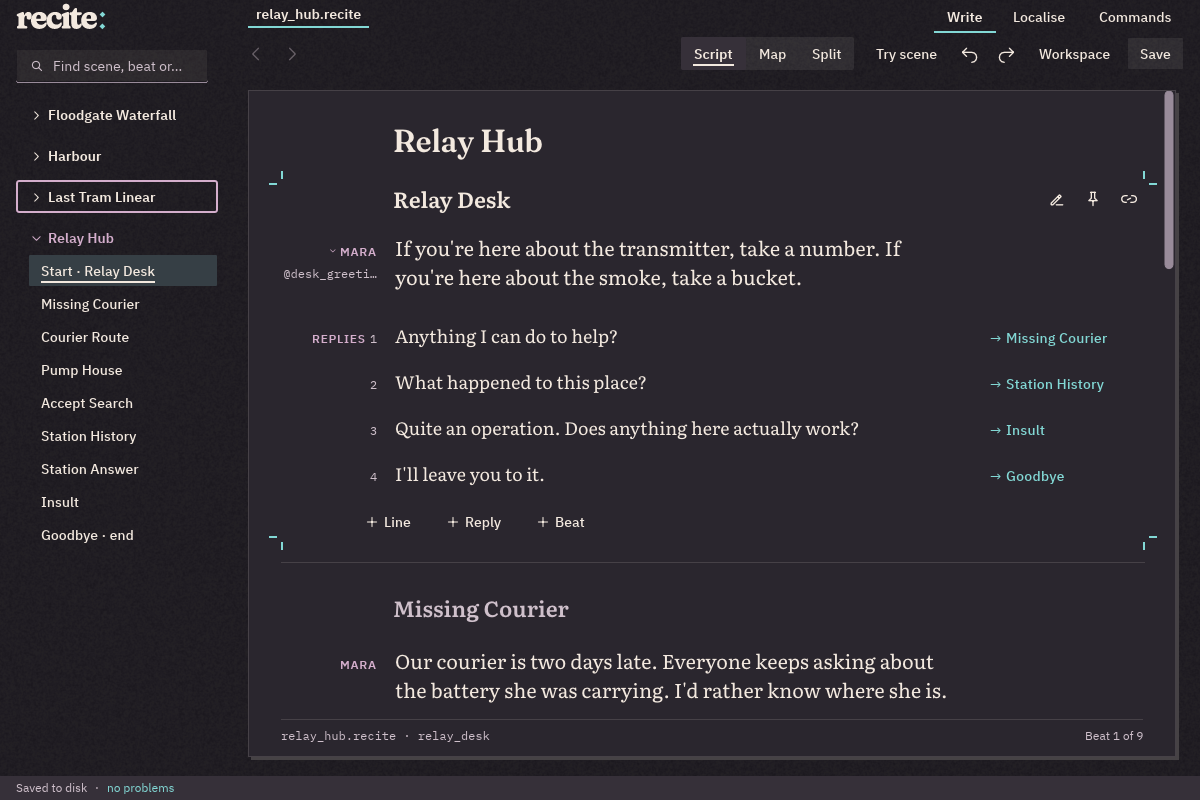 recite:
relay_hub.recite
Write
Localise
Commands
Find scene, beat or...
Script
Map
Split
Try scene
Workspace
Save
Floodgate Waterfall
Harbour
Last Tram Linear
Relay Hub
Start · Relay Desk
Missing Courier
Courier Route
Pump House
Accept Search
Station History
Station Answer
Insult
Goodbye · end
Relay Hub
Relay Desk
MARA
@desk_greeti…
If you're here about the transmitter, take a number. If
you're here about the smoke, take a bucket.
REPLIES 1 Anything I can do to help? → Missing Courier
2 What happened to this place? → Station History
3 Quite an operation. Does anything here actually work? → Insult
4 I'll leave you to it. → Goodbye
+ Line
+ Reply
+ Beat
Missing Courier
MARA
Our courier is two days late. Everyone keeps asking about
the battery she was carrying. I'd rather know where she is.
relay_hub.recite · relay_desk
Beat 1 of 9
Saved to disk · no problems